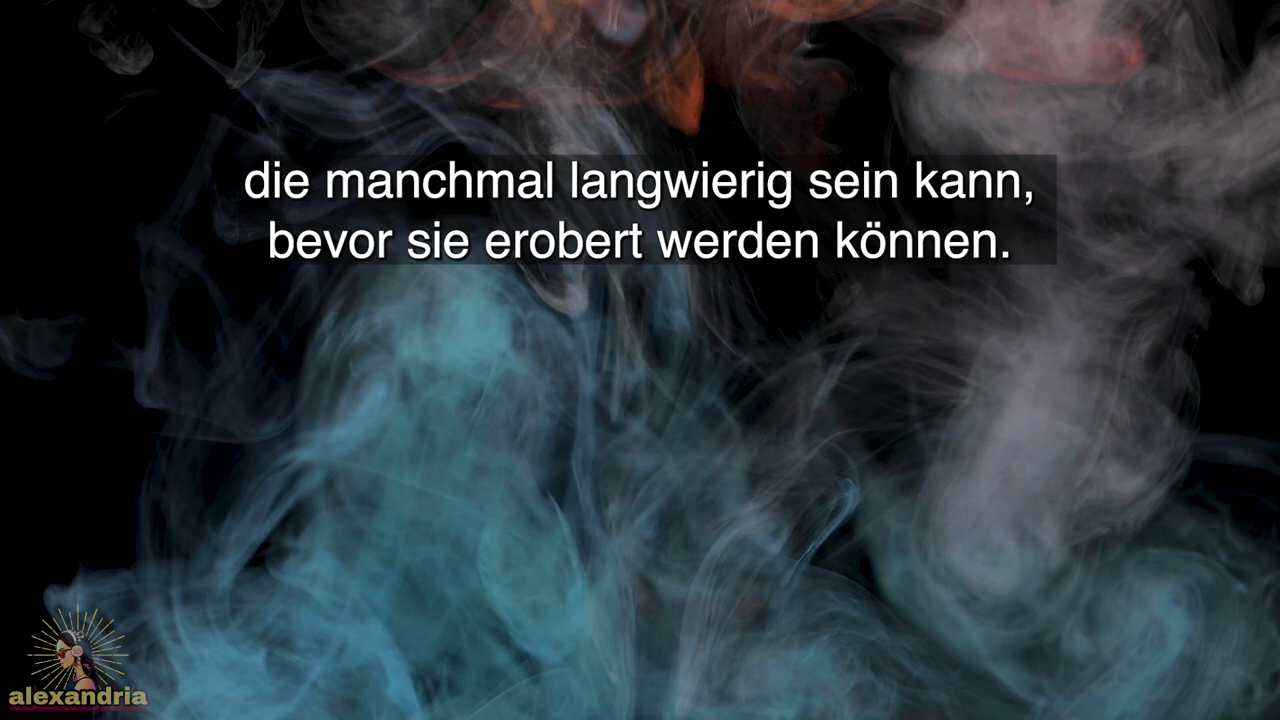 die manchmal langwierig sein kann,
bevor sie erobert werden können.
alexandria